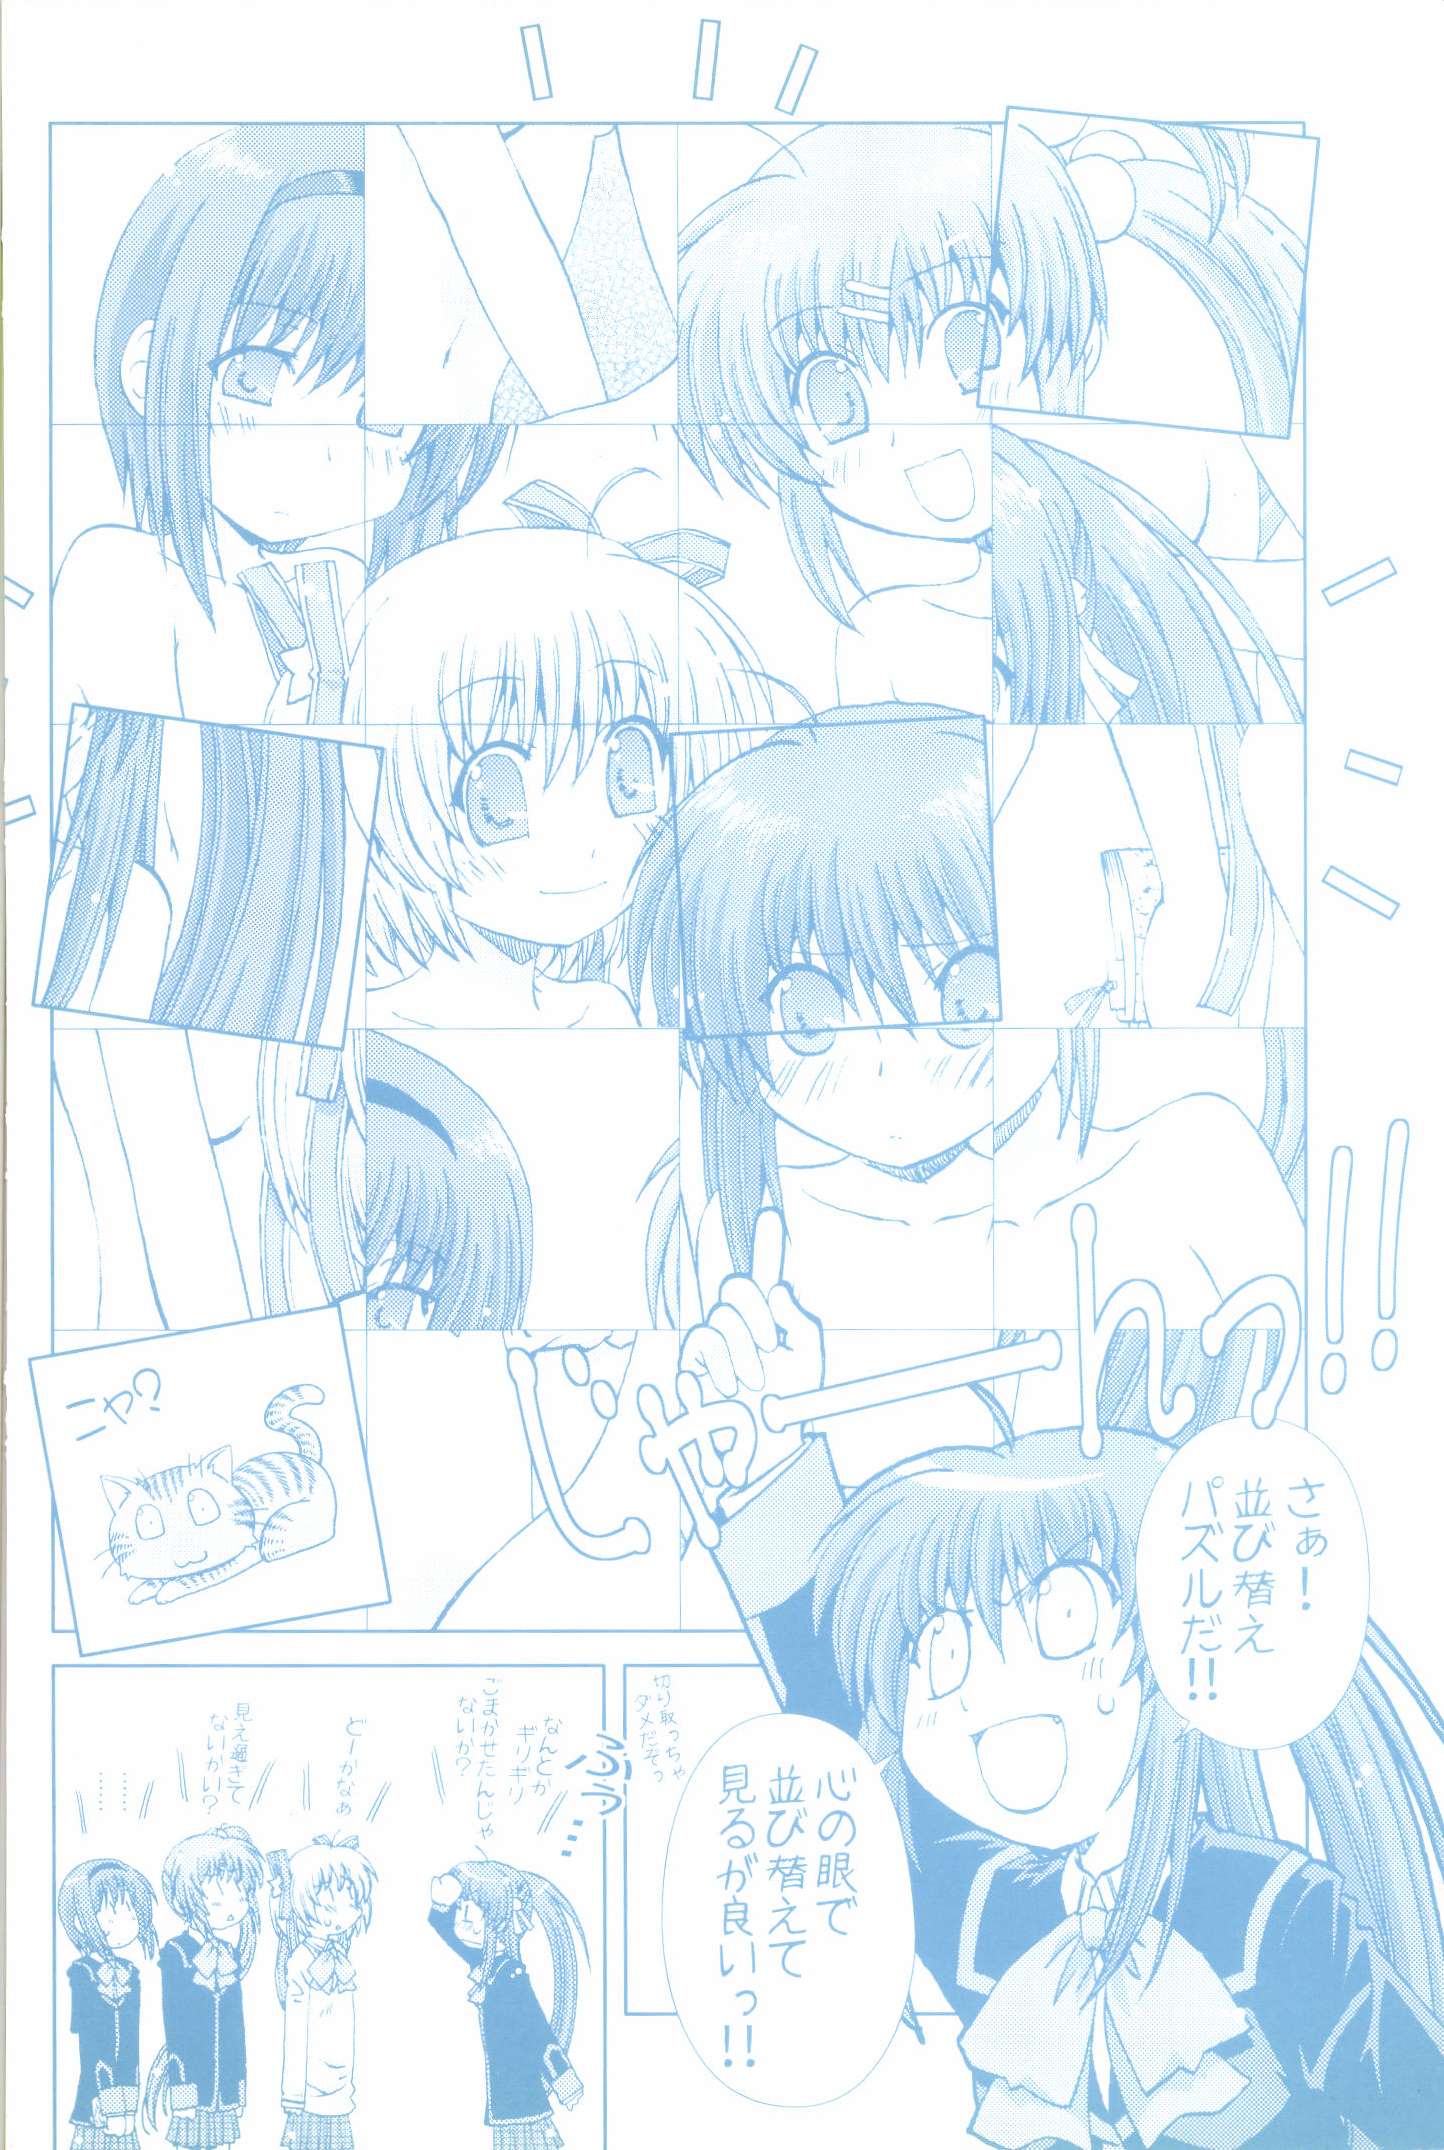 じゃーんっ!!
さぁ!
並び替え
パズルだ!!
ニャ?
心の眼で
並び替えて
見るが良いっ!!
切り取っちゃ
ダメだぞっ
ふぅ…
なんとか
ギリギリ
ごまかせたんじゃ
ないか?
どーかなぁ
見え過ぎて
ないかい?
……